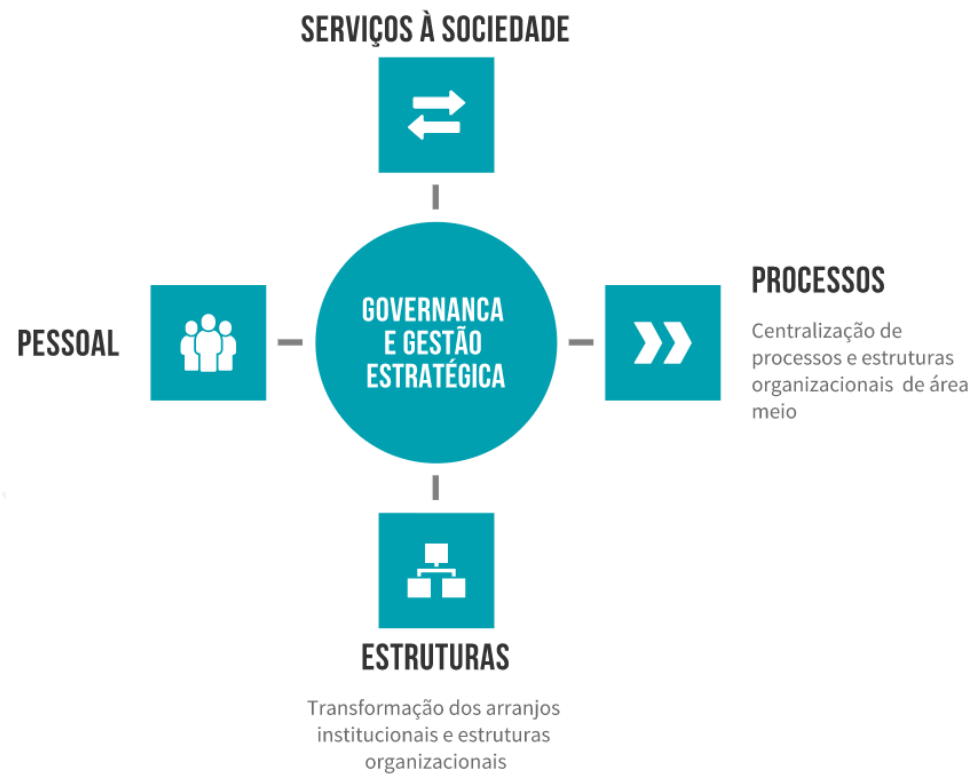 SERVIÇOS À SOCIEDADE
PESSOAL
GOVERNANCA
E GESTÃO
ESTRATÉGICA
PROCESSOS
Centralização de
processos e estruturas
organizacionais de área
meio
ESTRUTURAS
Transformação dos arranjos
institucionais e estruturas
organizacionais